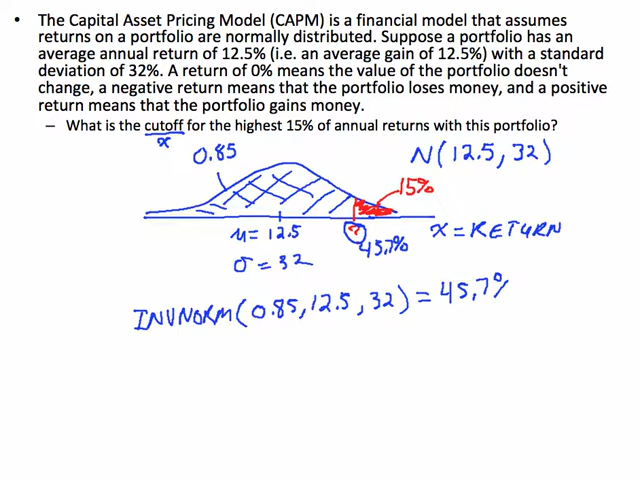 • The Capital Asset Pricing Model (CAPM) is a financial model that assumes
returns on a portfolio are normally distributed. Suppose a portfolio has an
average annual return of 12.5% (i.e. an average gain of 12.5%) with a standard
deviation of 32%. A return of 0% means the value of the portfolio doesn't
change, a negative return means that the portfolio loses money, and a positive
return means that the portfolio gains money.
– What is the cutoff for the highest 15% of annual returns with this portfolio?
x
0.85
N(12.5, 32)
15%
μ = 12.5
x
45.7%
x = RETURN
σ = 32
INVNORM(0.85, 12.5, 32) = 45.7%